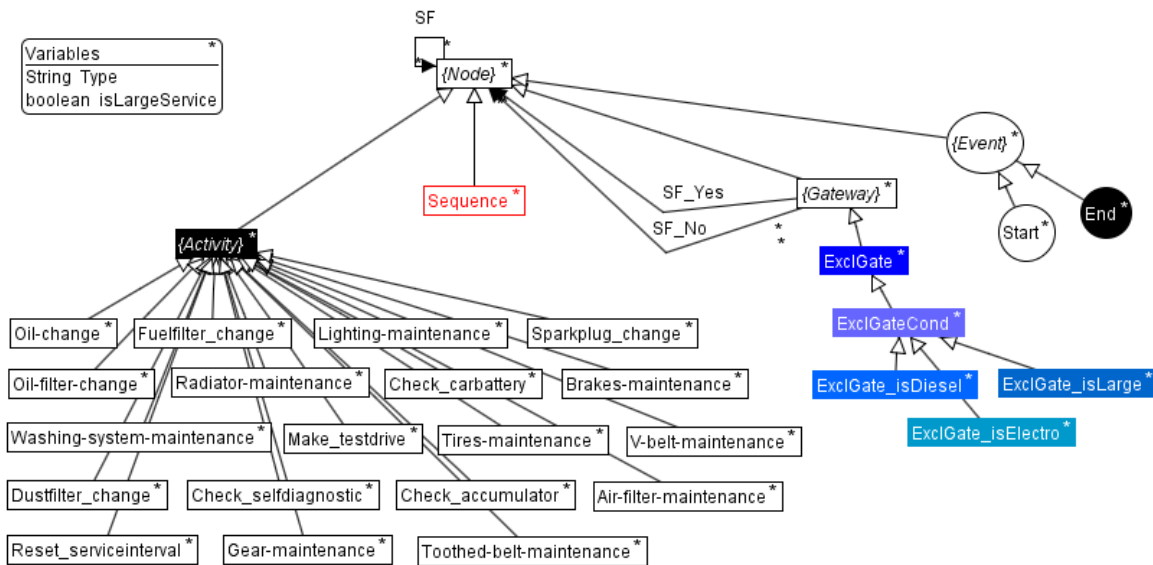 SF
Variables *
String Type
boolean isLargeService
*
*
{Node} *
*
*
{Event} *
SF_Yes
{Gateway} *
Sequence *
SF_No
*
*
Start *
End *
{Activity} *
ExclGate *
ExclGateCond *
Oil-change *
Fuelfilter_change *
Lighting-maintenance *
Sparkplug_change *
Oil-filter-change *
Radiator-maintenance *
Check_carbattery *
Brakes-maintenance *
ExclGate_isDiesel *
ExclGate_isLarge *
Washing-system-maintenance *
Make_testdrive *
Tires-maintenance *
V-belt-maintenance *
ExclGate_isElectro *
Dustfilter_change *
Check_selfdiagnostic *
Check_accumulator *
Air-filter-maintenance *
Reset_serviceinterval *
Gear-maintenance *
Toothed-belt-maintenance *